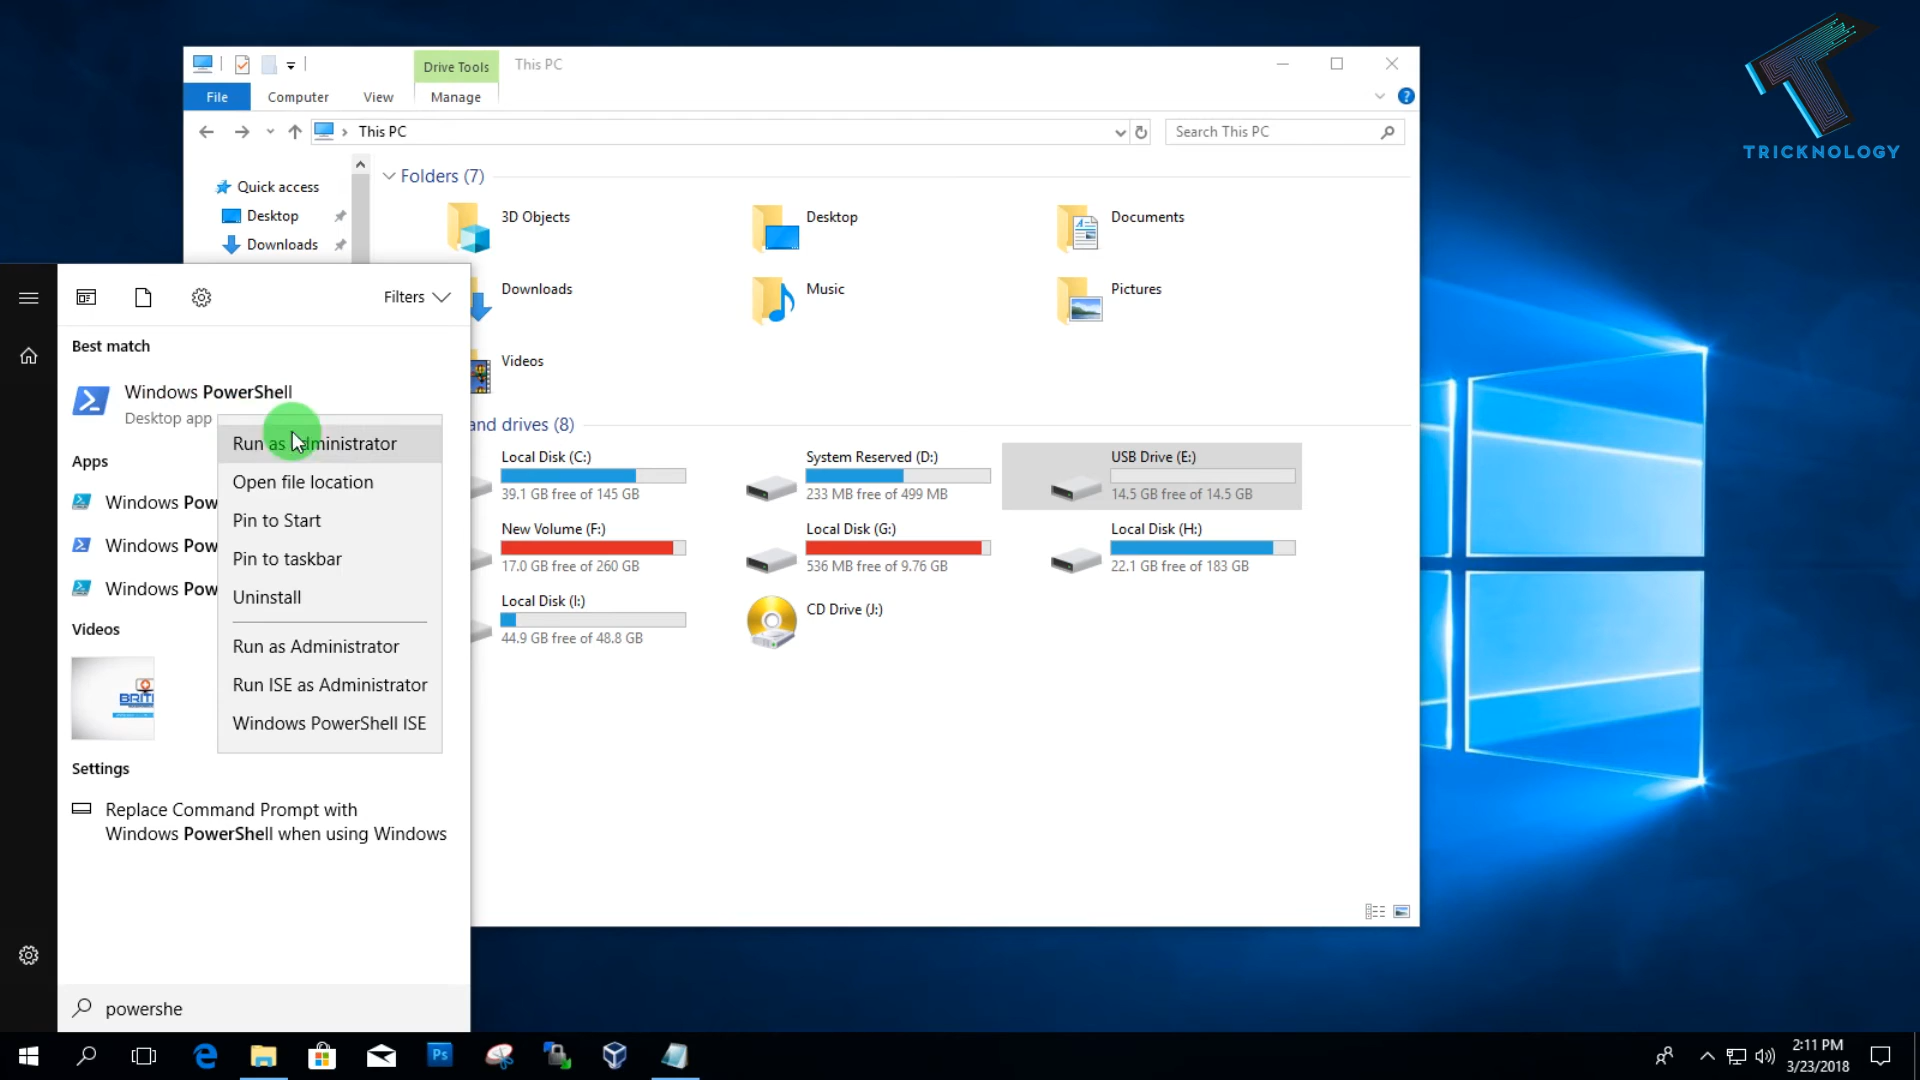 Drive Tools
This PC
File
Computer
View
Manage
This PC
Search This PC
TRICKNOLOGY
Quick access
Desktop
Downloads
Folders (7)
3D Objects
Desktop
Documents
Downloads
Music
Pictures
Videos
and drives (8)
Local Disk (C:)
39.1 GB free of 145 GB
System Reserved (D:)
233 MB free of 499 MB
USB Drive (E:)
14.5 GB free of 14.5 GB
New Volume (F:)
17.0 GB free of 260 GB
Local Disk (G:)
536 MB free of 9.76 GB
Local Disk (H:)
22.1 GB free of 183 GB
Local Disk (I:)
44.9 GB free of 48.8 GB
CD Drive (J:)
Filters
Best match
Windows PowerShell
Desktop app
Apps
Windows Pow
Windows Pow
Windows Pow
Videos
BRITI
Settings
Replace Command Prompt with
Windows PowerShell when using Windows
Run as Administrator
Open file location
Pin to Start
Pin to taskbar
Uninstall
Run as Administrator
Run ISE as Administrator
Windows PowerShell ISE
powershe
Ps
2:11 PM
3/23/2018